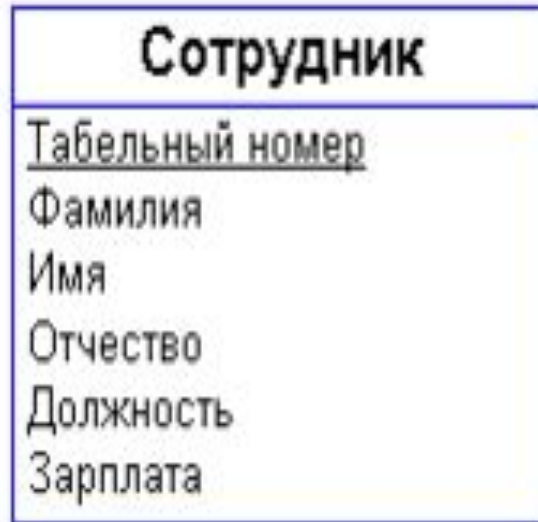 Сотрудник
Табельный номер
Фамилия
Имя
Отчество
Должность
Зарплата